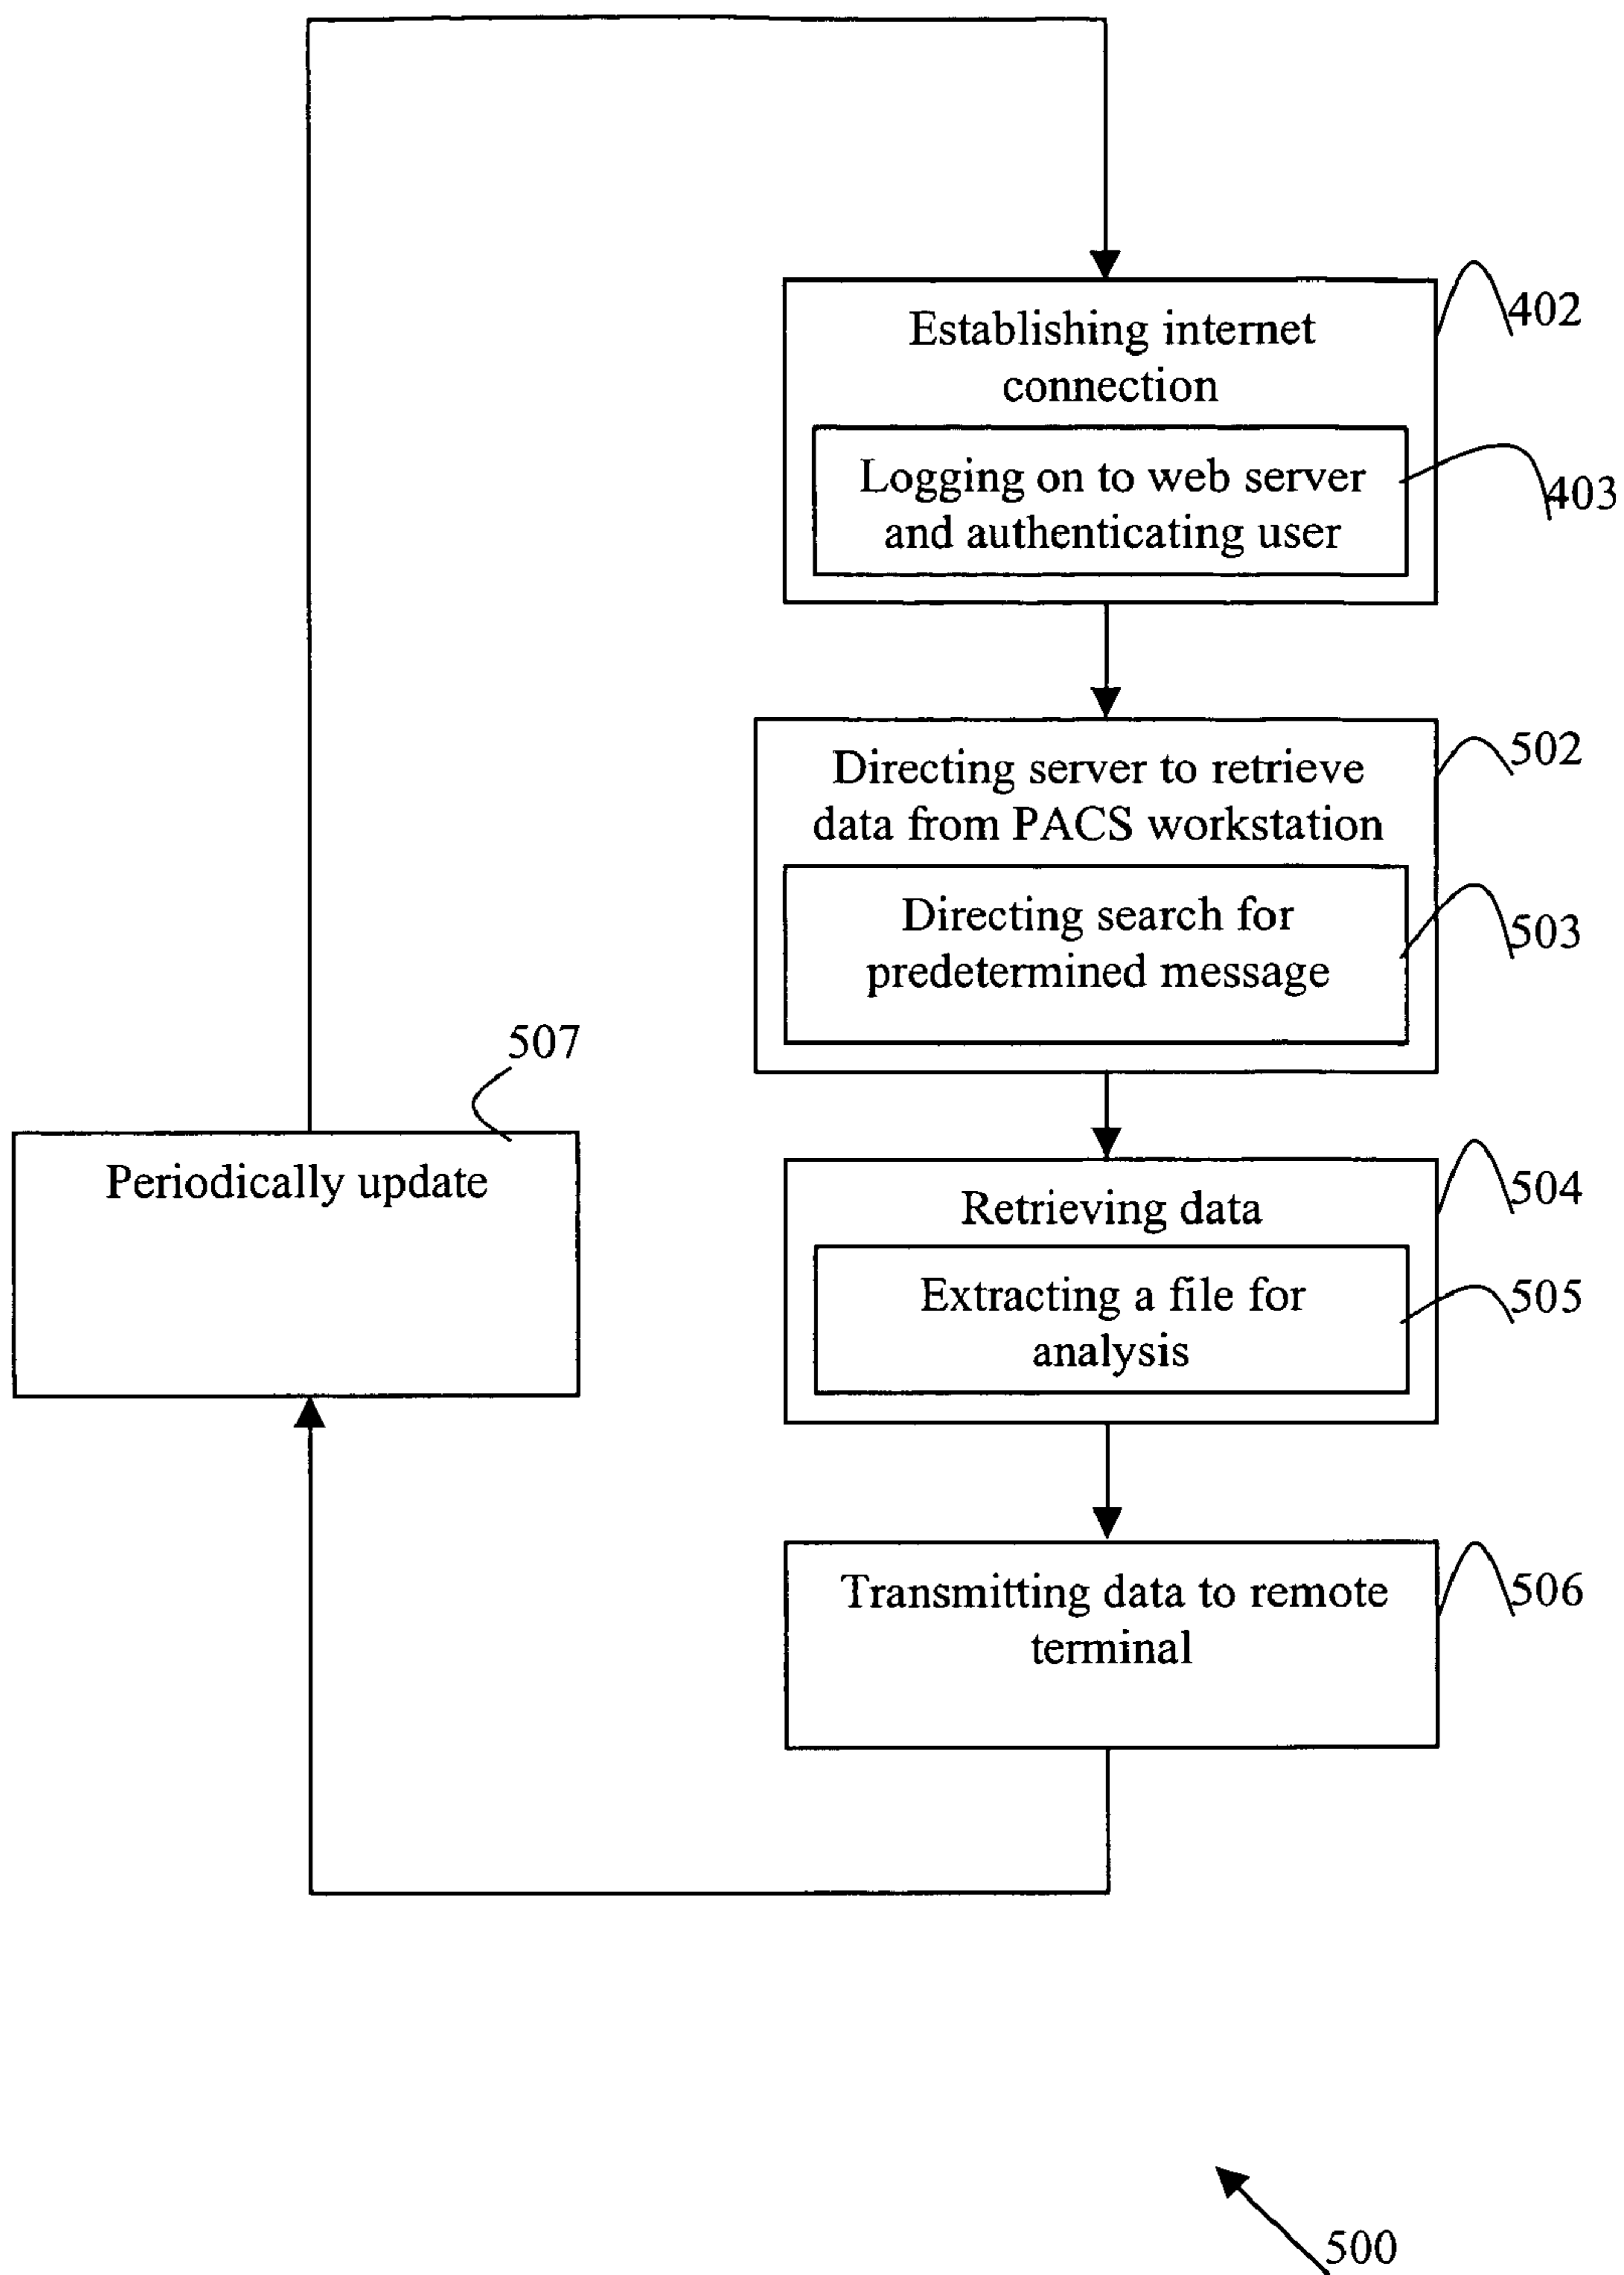 Establishing internet
connection
402
Logging on to web server
and authenticating user
403
Directing server to retrieve
data from PACS workstation
502
Directing search for
predetermined message
503
507
Periodically update
Retrieving data
504
Extracting a file for
analysis
505
Transmitting data to remote
terminal
506
500